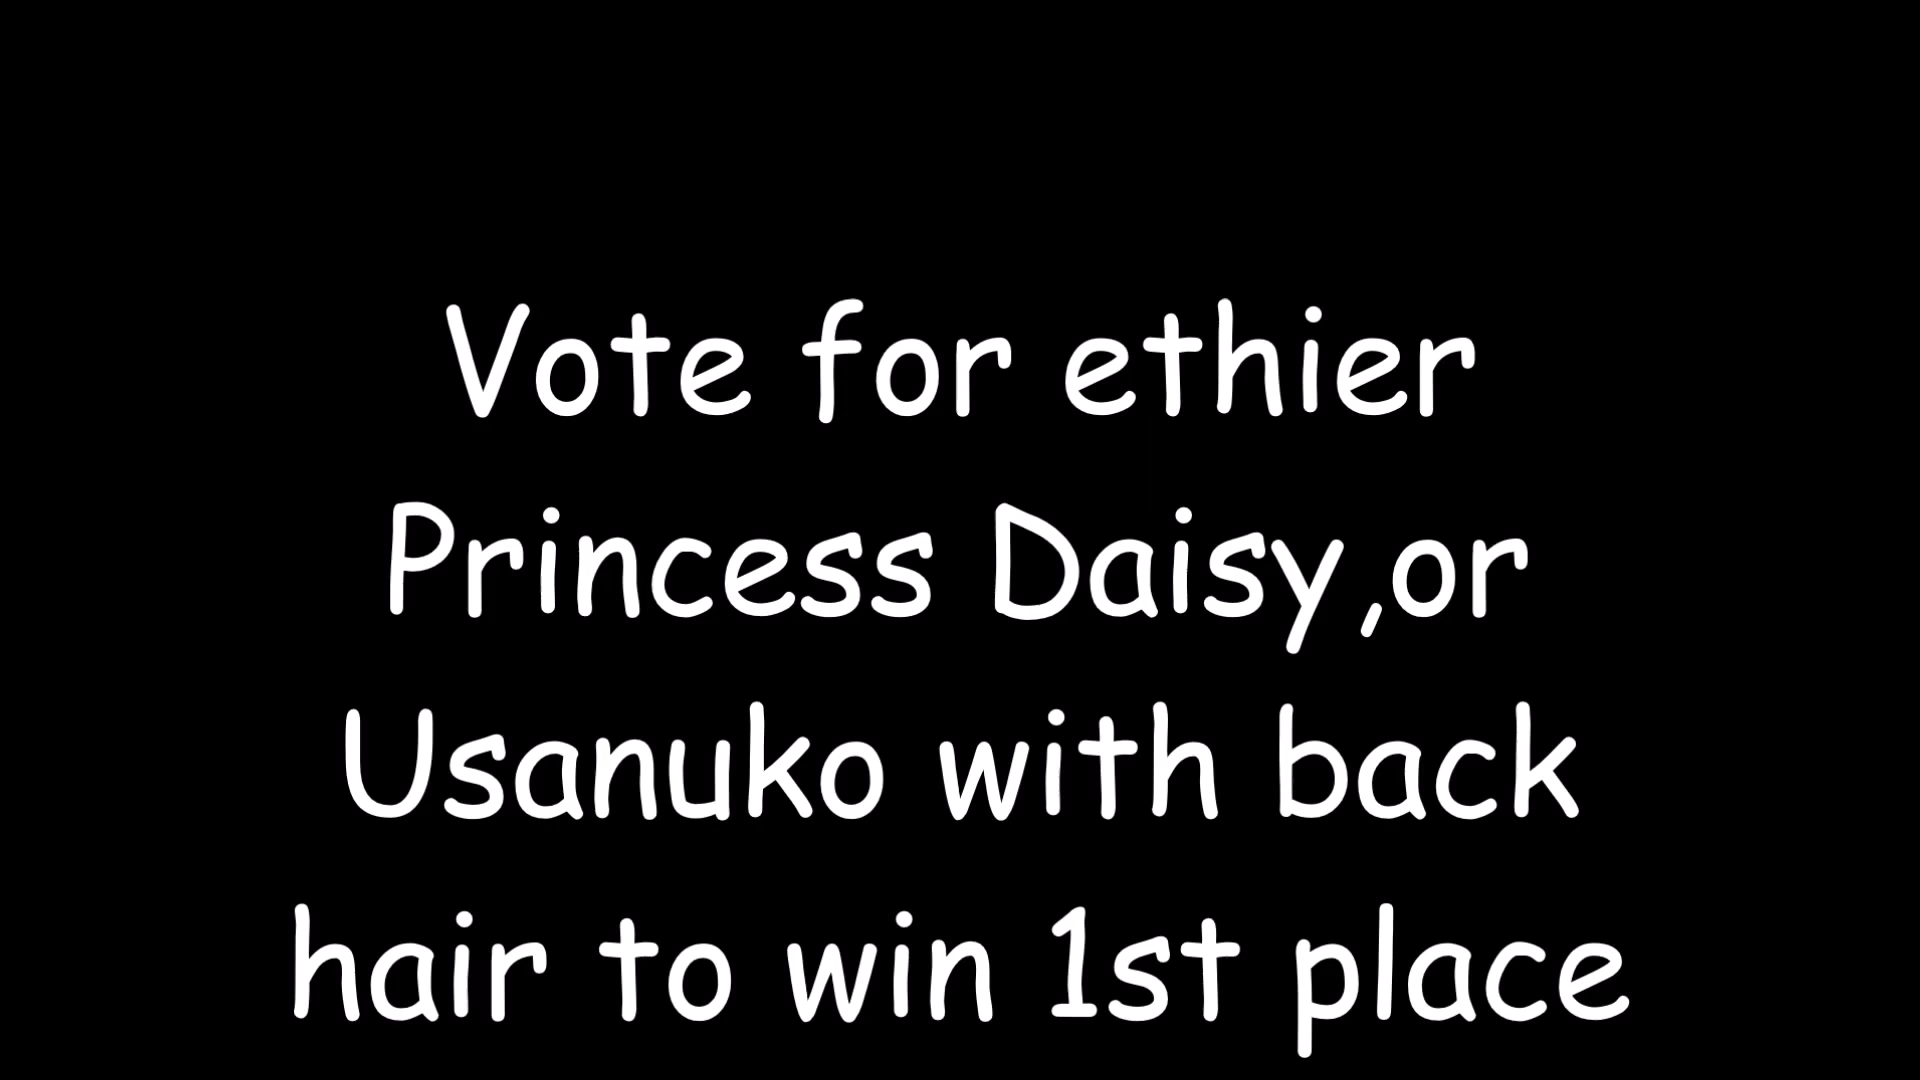 Vote for ethier
Princess Daisy,or
Usanuko with back
hair to win 1st place